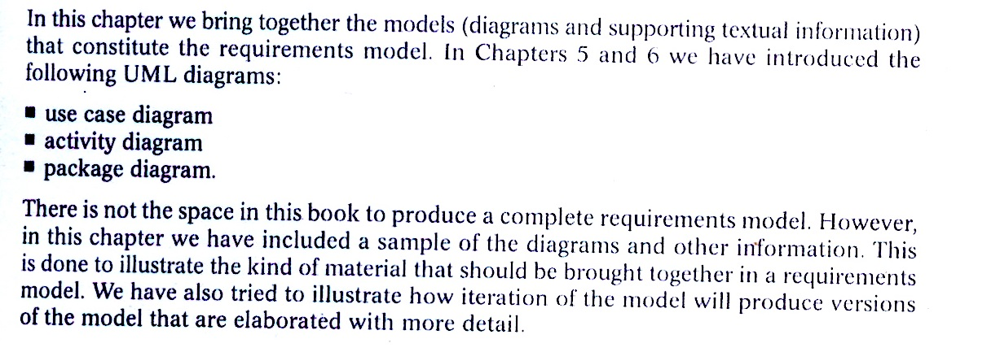 In this chapter we bring together the models (diagrams and supporting textual information)
that constitute the requirements model. In Chapters 5 and 6 we have introduced the
following UML diagrams:
■ use case diagram
■ activity diagram
■ package diagram.
There is not the space in this book to produce a complete requirements model. However,
in this chapter we have included a sample of the diagrams and other information. This
is done to illustrate the kind of material that should be brought together in a requirements
model. We have also tried to illustrate how iteration of the model will produce versions
of the model that are elaborated with more detail.